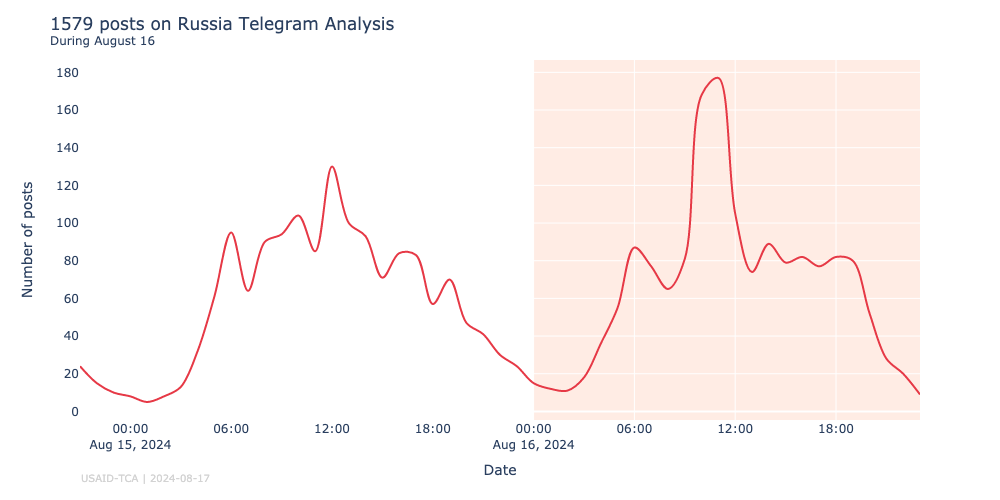 1579 posts on Russia Telegram Analysis
During August 16
Number of posts
180
160
140
120
100
80
60
40
20
0
00:00 06:00 12:00 18:00 00:00 06:00 12:00 18:00
Aug 15, 2024 Aug 16, 2024
Date
USAID-TCA | 2024-08-17